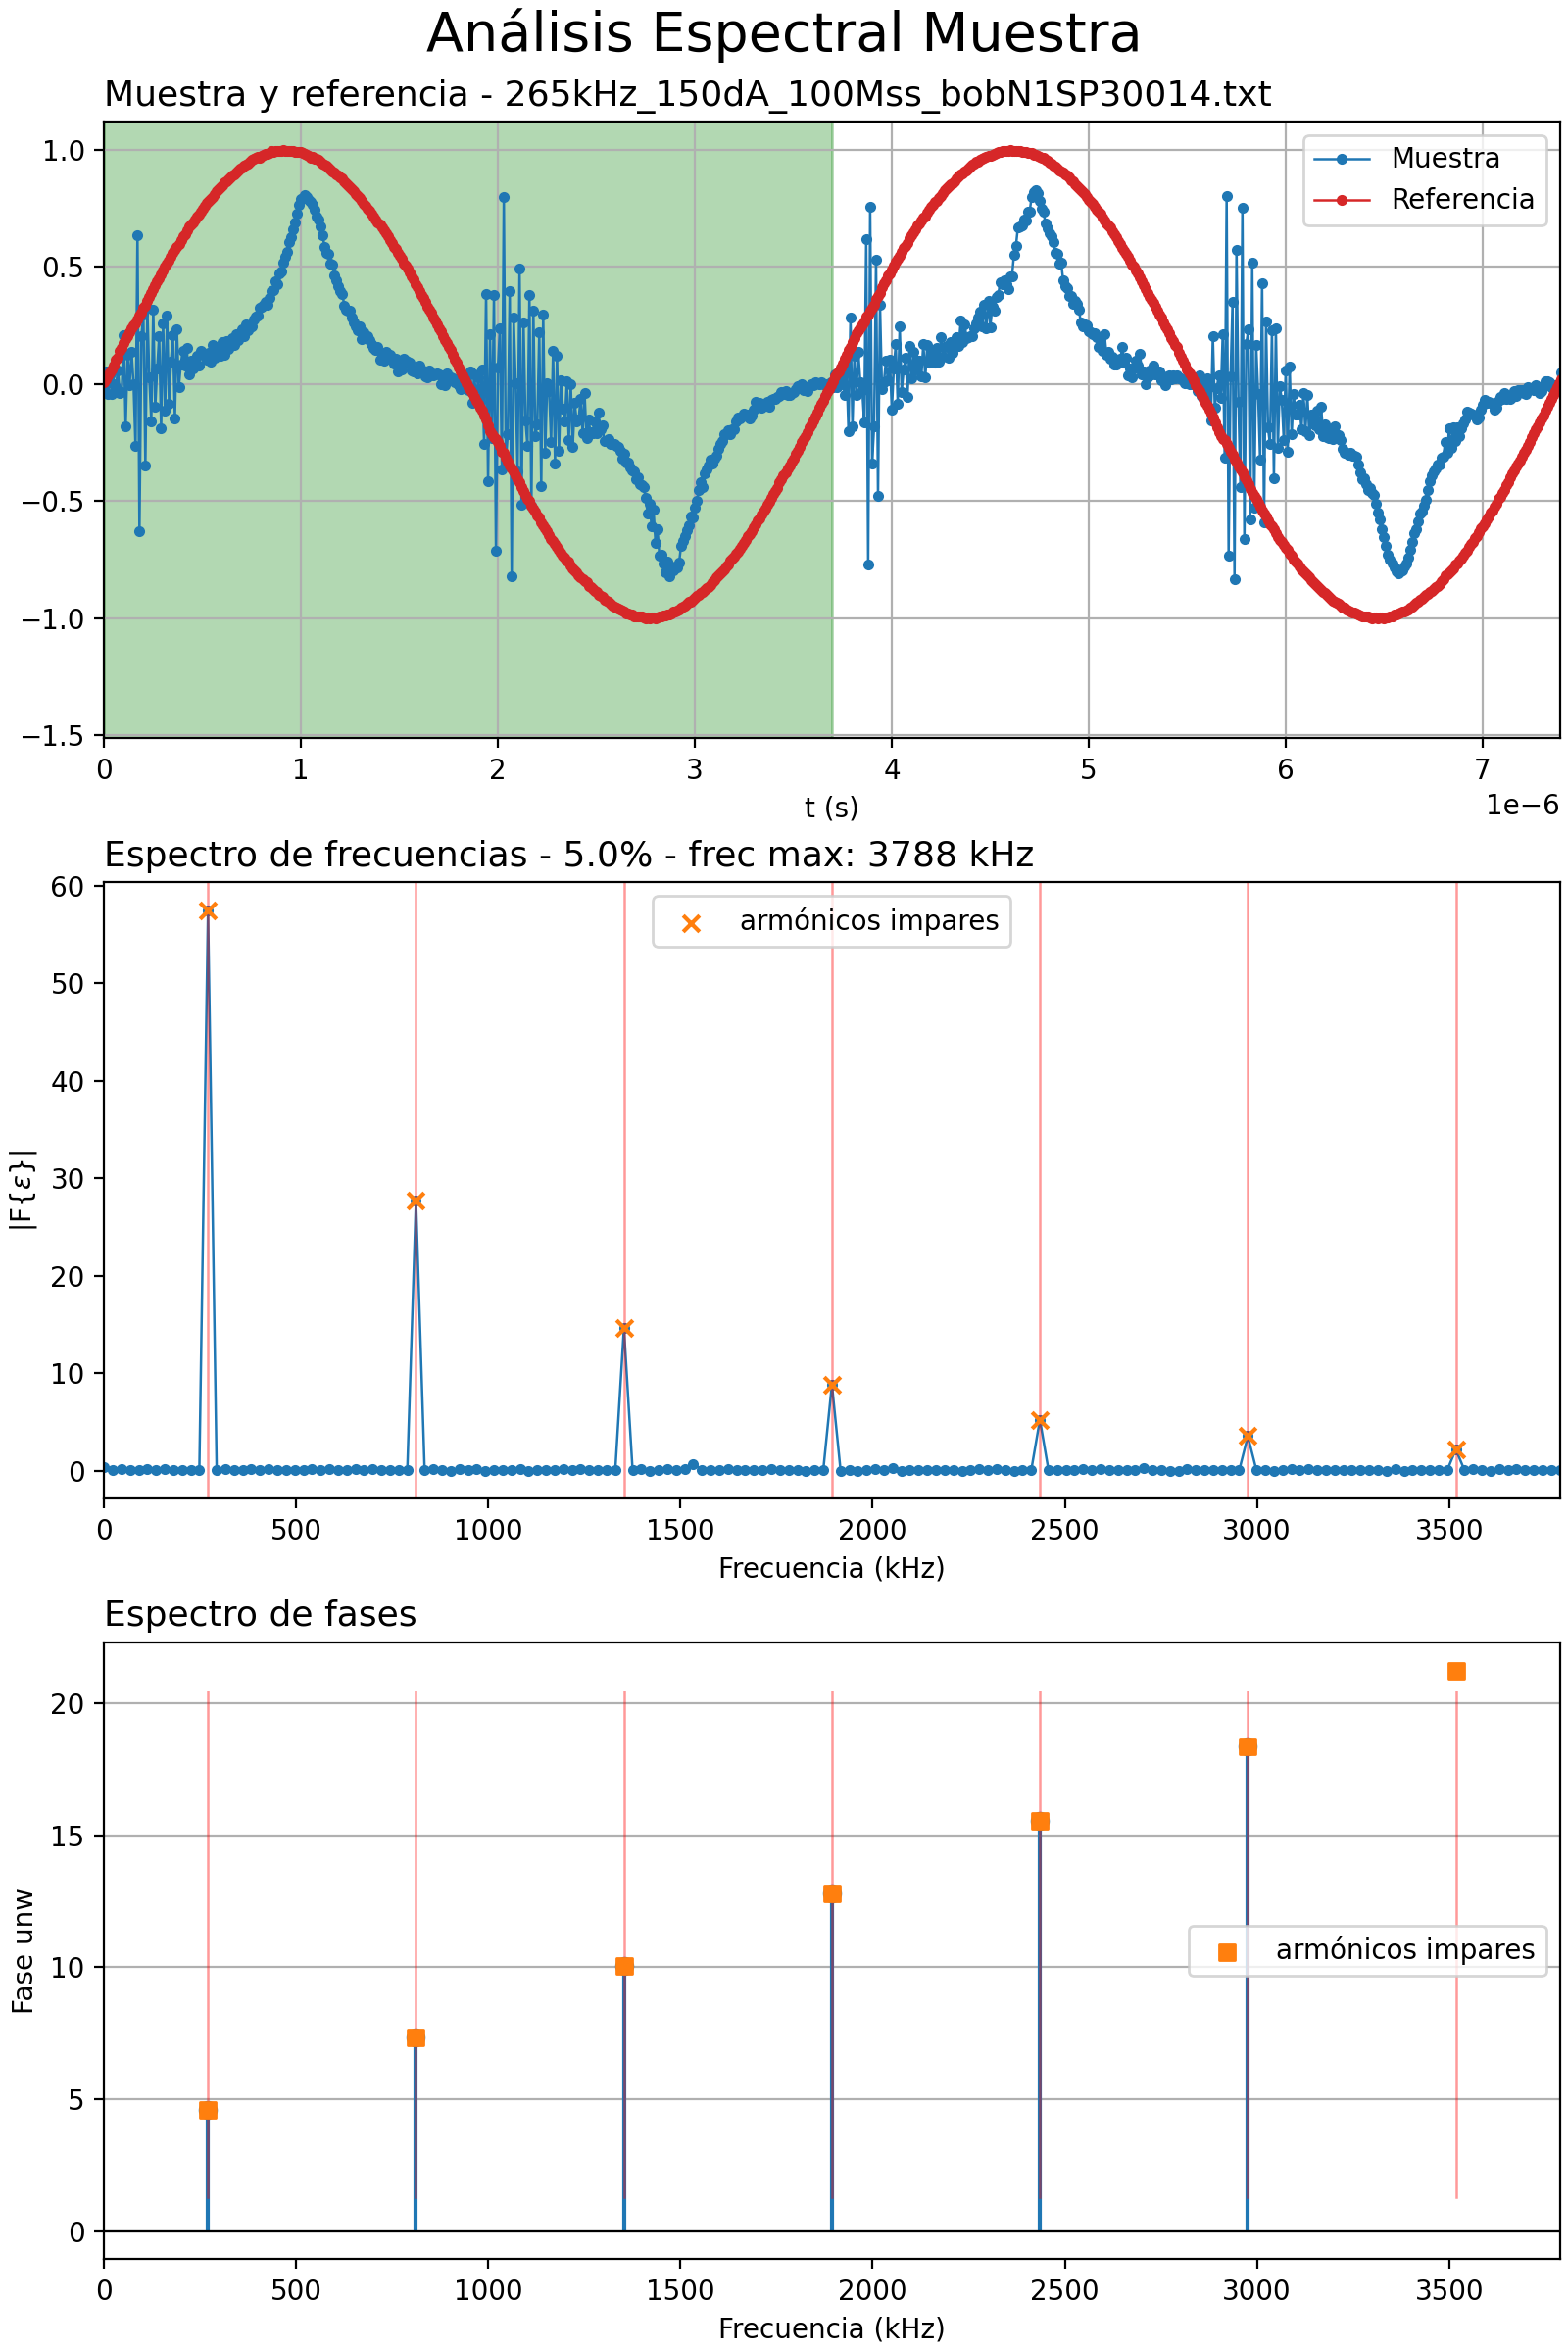 Análisis Espectral Muestra
Muestra y referencia - 265kHz_150dA_100Mss_bobN1SP30014.txt
1.0
0.5
0.0
−0.5
−1.0
−1.5
Muestra
Referencia
0 1 2 3 4 5 6 7
1e−6
t (s)
Espectro de frecuencias - 5.0% - frec max: 3788 kHz
60
50
40
30
20
10
0
|F{ε}|
armónicos impares
0 500 1000 1500 2000 2500 3000 3500
Frecuencia (kHz)
Espectro de fases
20
15
10
5
0
Fase unw
armónicos impares
0 500 1000 1500 2000 2500 3000 3500
Frecuencia (kHz)